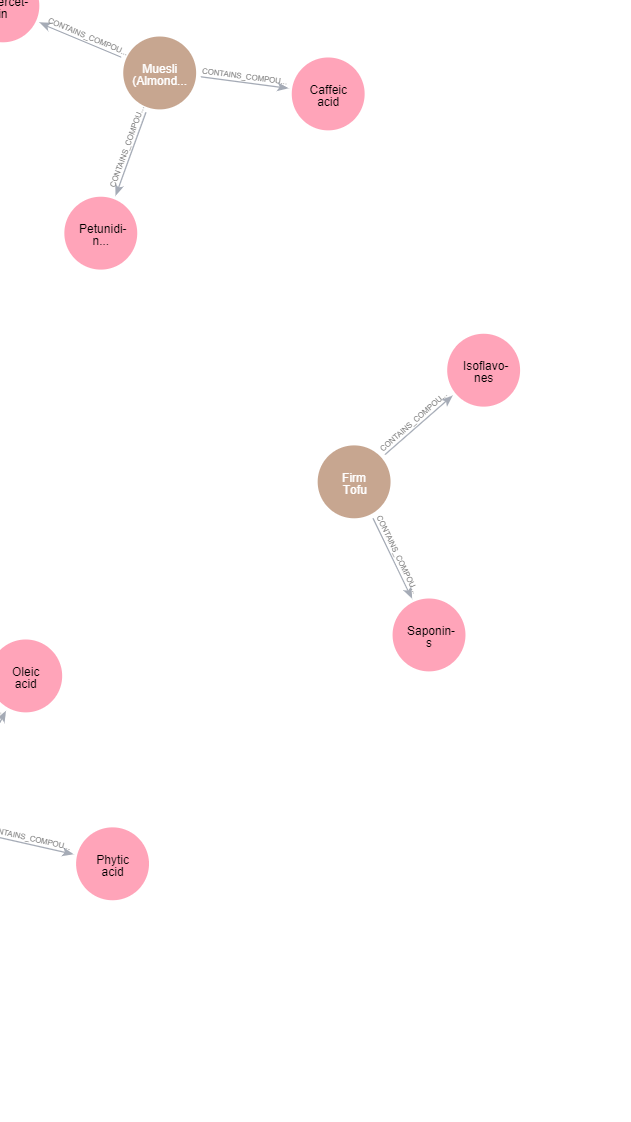 ercet-
in
CONTAINS_COMPOU...
Muesli
(Almond...
CONTAINS_COMPOU...
Caffeic
acid
CONTAINS_COMPOU...
Petunidi-
n...
Isoflavo-
nes
CONTAINS_COMPOU...
Firm
Tofu
CONTAINS_COMPOU...
Saponin-
s
Oleic
acid
NTAINS_COMPOU...
Phytic
acid